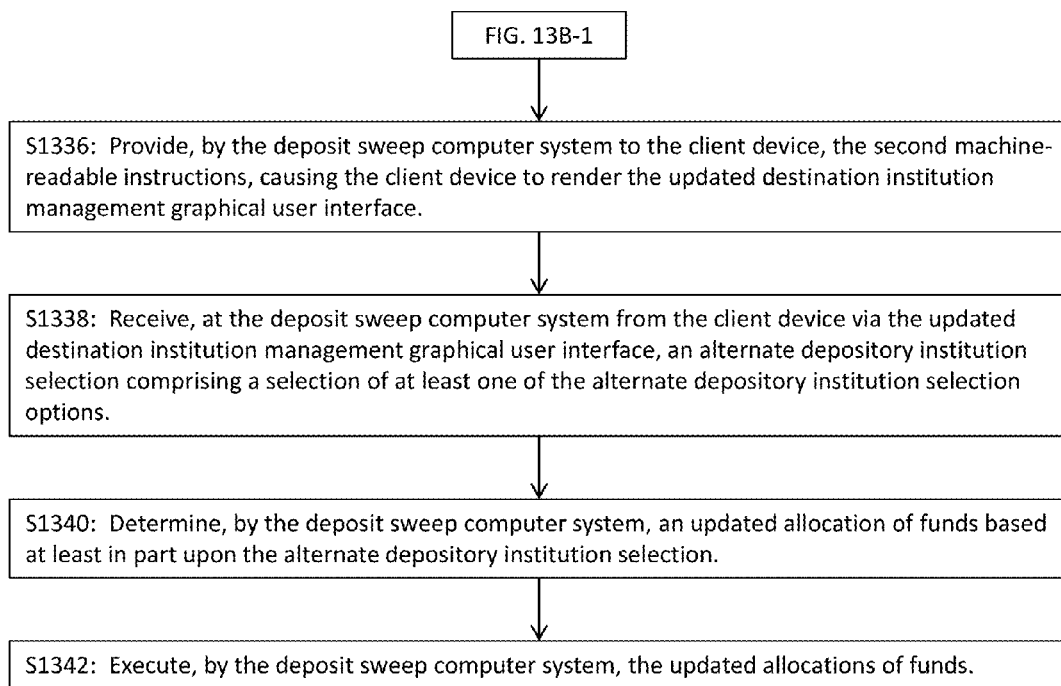 FIG. 13B-1
S1336: Provide, by the deposit sweep computer system to the client device, the second machine-
readable instructions, causing the client device to render the updated destination institution
management graphical user interface.
S1338: Receive, at the deposit sweep computer system from the client device via the updated
destination institution management graphical user interface, an alternate depository institution
selection comprising a selection of at least one of the alternate depository institution selection
options.
S1340: Determine, by the deposit sweep computer system, an updated allocation of funds based
at least in part upon the alternate depository institution selection.
S1342: Execute, by the deposit sweep computer system, the updated allocations of funds.